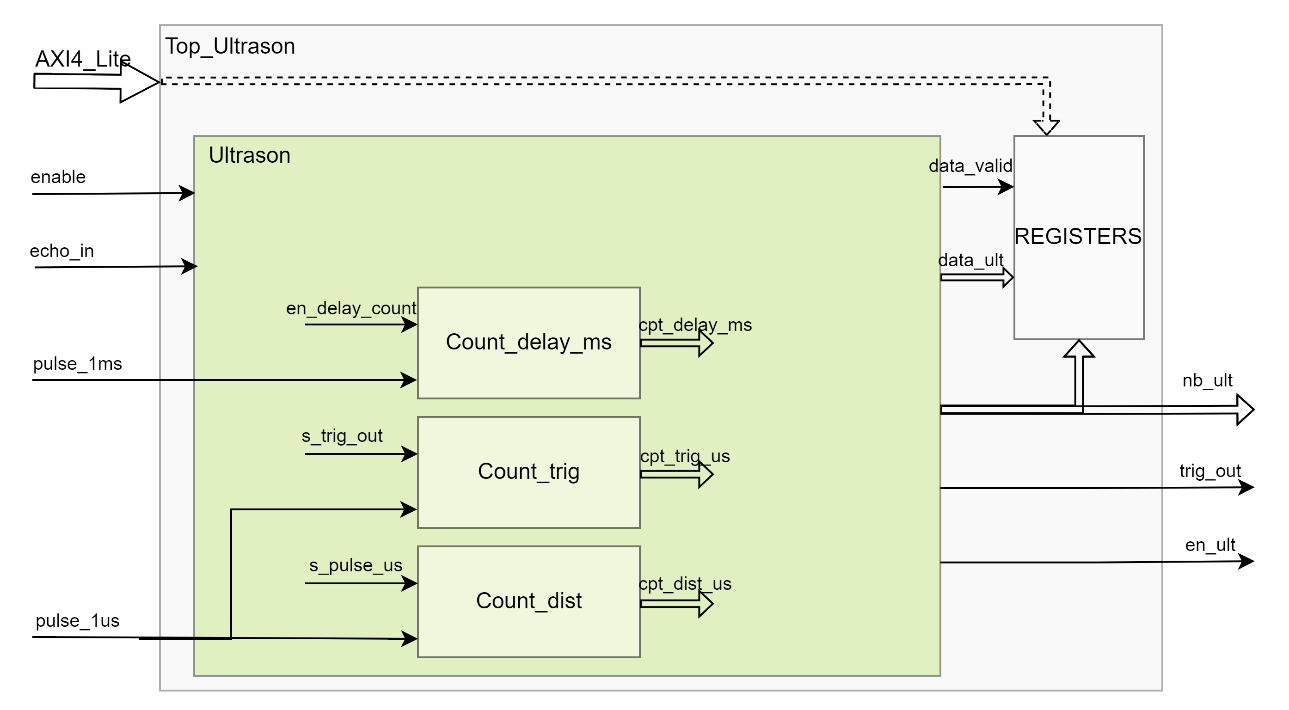 AXI4_Lite
Top_Ultrason
Ultrason
enable
data_valid
REGISTERS
echo_in
data_ult
en_delay_count
Count_delay_ms
cpt_delay_ms
pulse_1ms
nb_ult
s_trig_out
Count_trig
cpt_trig_us
trig_out
en_ult
s_pulse_us
Count_dist
cpt_dist_us
pulse_1us